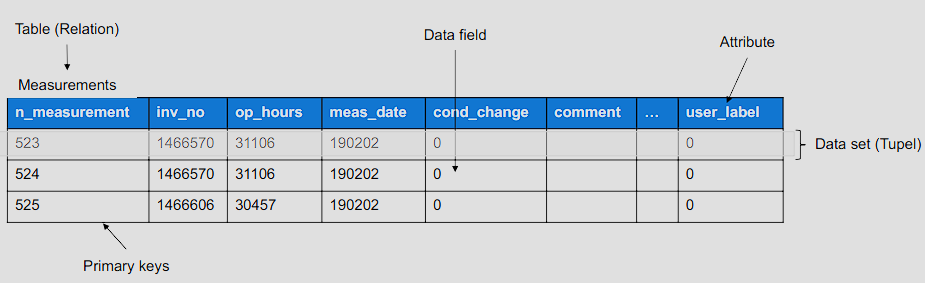 Table (Relation)
Data field
Attribute
Measurements
n_measurement inv_no op_hours meas_date cond_change comment ... user_label
523 1466570 31106 190202 0 0
Data set (Tupel)
524 1466570 31106 190202 0 0
525 1466606 30457 190202 0 0
Primary keys